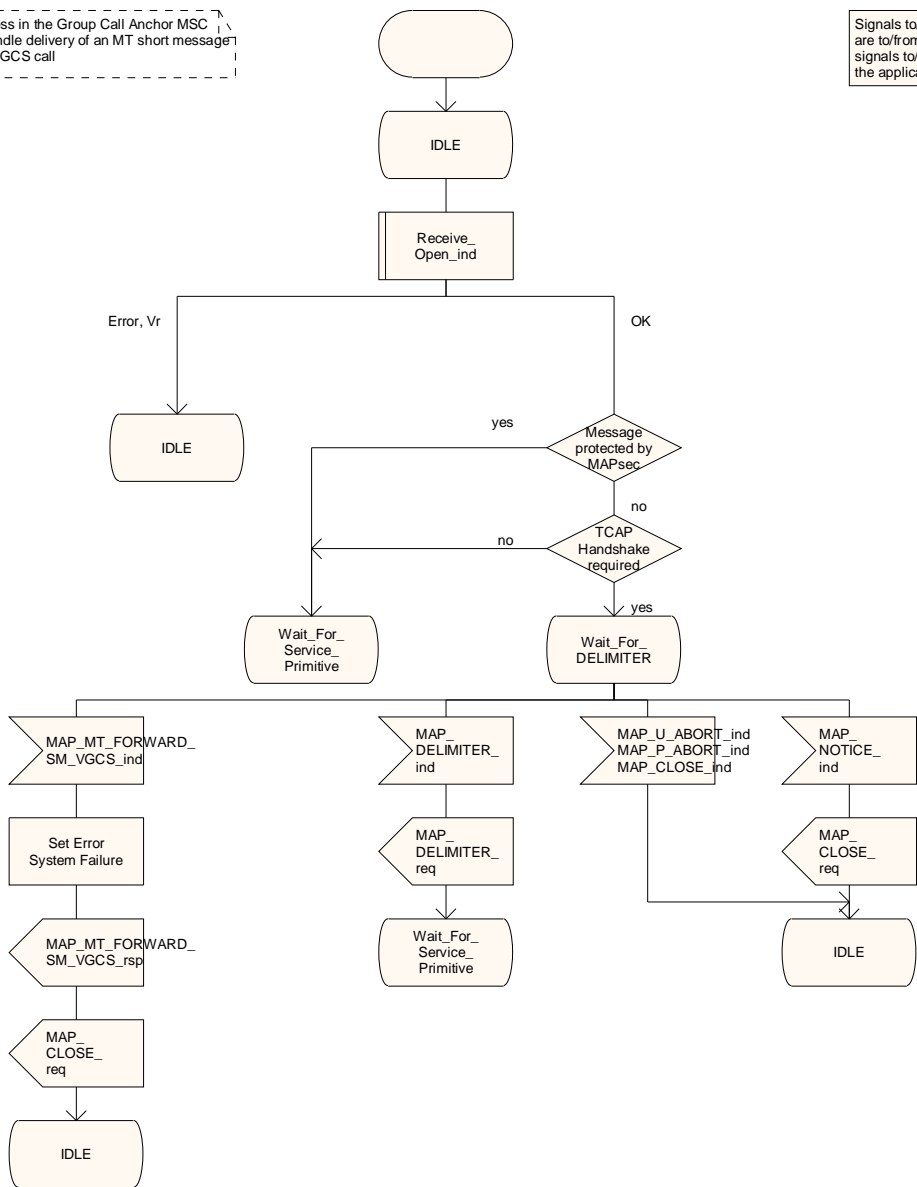 ss in the Group Call Anchor MSC
ndle delivery of an MT short message
GCS call
Signals to/
are to/from
signals to/
the applica
IDLE
Receive_
Open_ind
Error, Vr
OK
IDLE
yes
Message
protected by
MAPsec
no
no
TCAP
Handshake
required
yes
Wait_For_
Service_
Primitive
Wait_For_
DELIMITER
MAP_MT_FORWARD_
SM_VGCS_ind
MAP_
DELIMITER_
ind
MAP_U_ABORT_ind
MAP_P_ABORT_ind
MAP_CLOSE_ind
MAP_
NOTICE_
ind
Set Error
System Failure
MAP_
DELIMITER_
req
MAP_
CLOSE_
req
MAP_MT_FORWARD_
SM_VGCS_rsp
Wait_For_
Service_
Primitive
IDLE
MAP_
CLOSE_
req
IDLE